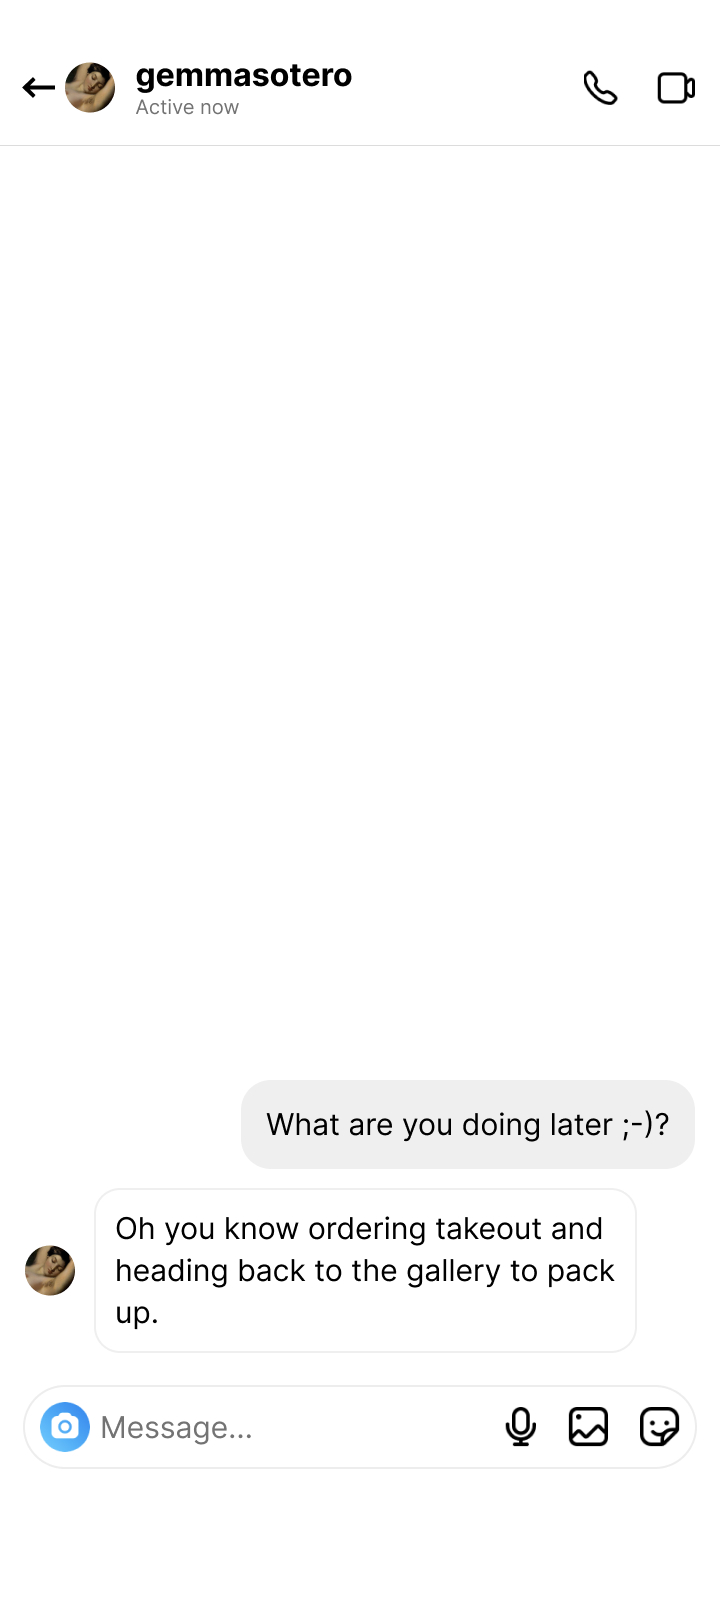 gemmasotero
Active now
What are you doing later ;-)?
Oh you know ordering takeout and
heading back to the gallery to pack
up.
Message...